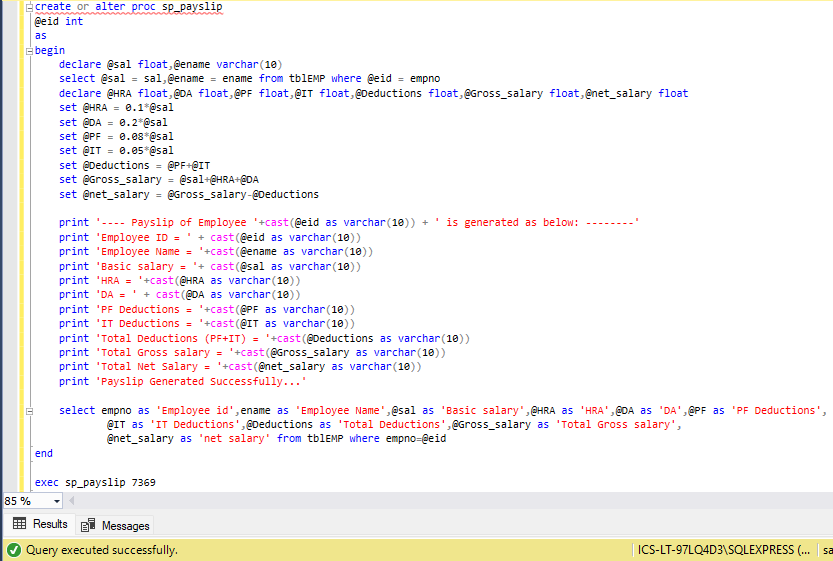 create or alter proc sp_payslip
@eid int
as
begin
declare @sal float,@ename varchar(10)
select @sal = sal,@ename = ename from tblEMP where @eid = empno
declare @HRA float,@DA float,@PF float,@IT float,@Deductions float,@Gross_salary float,@net_salary float
set @HRA = 0.1*@sal
set @DA = 0.2*@sal
set @PF = 0.08*@sal
set @IT = 0.05*@sal
set @Deductions = @PF+@IT
set @Gross_salary = @sal+@HRA+@DA
set @net_salary = @Gross_salary-@Deductions
print '---- Payslip of Employee '+cast(@eid as varchar(10)) + ' is generated as below: --------'
print 'Employee ID = ' + cast(@eid as varchar(10))
print 'Employee Name = '+cast(@ename as varchar(10))
print 'Basic salary = '+ cast(@sal as varchar(10))
print 'HRA = '+cast(@HRA as varchar(10))
print 'DA = ' + cast(@DA as varchar(10))
print 'PF Deductions = '+cast(@PF as varchar(10))
print 'IT Deductions = '+cast(@IT as varchar(10))
print 'Total Deductions (PF+IT) = '+cast(@Deductions as varchar(10))
print 'Total Gross salary = '+cast(@Gross_salary as varchar(10))
print 'Total Net Salary = '+cast(@net_salary as varchar(10))
print 'Payslip Generated Successfully...'
select empno as 'Employee id',ename as 'Employee Name',@sal as 'Basic salary',@HRA as 'HRA',@DA as 'DA',@PF as 'PF Deductions',
@IT as 'IT Deductions',@Deductions as 'Total Deductions',@Gross_salary as 'Total Gross salary',
@net_salary as 'net salary' from tblEMP where empno=@eid
end
exec sp_payslip 7369
85 %
Results Messages
Query executed successfully. ICS-LT-97LQ4D3\SQLEXPRESS (... sa